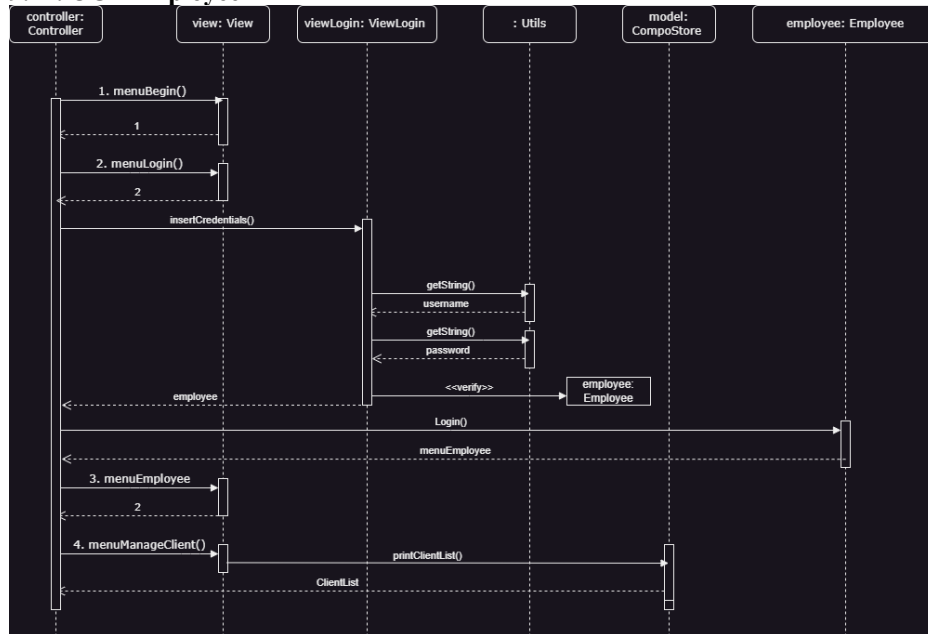 controller:
Controller
view: View
viewLogin: ViewLogin
: Utils
model:
CompoStore
employee: Employee
1. menuBegin()
1
2. menuLogin()
2
insertCredentials()
getString()
username
getString()
password
<<verify>>
employee:
Employee
employee
Login()
menuEmployee
3. menuEmployee
2
4. menuManageClient()
printClientList()
ClientList